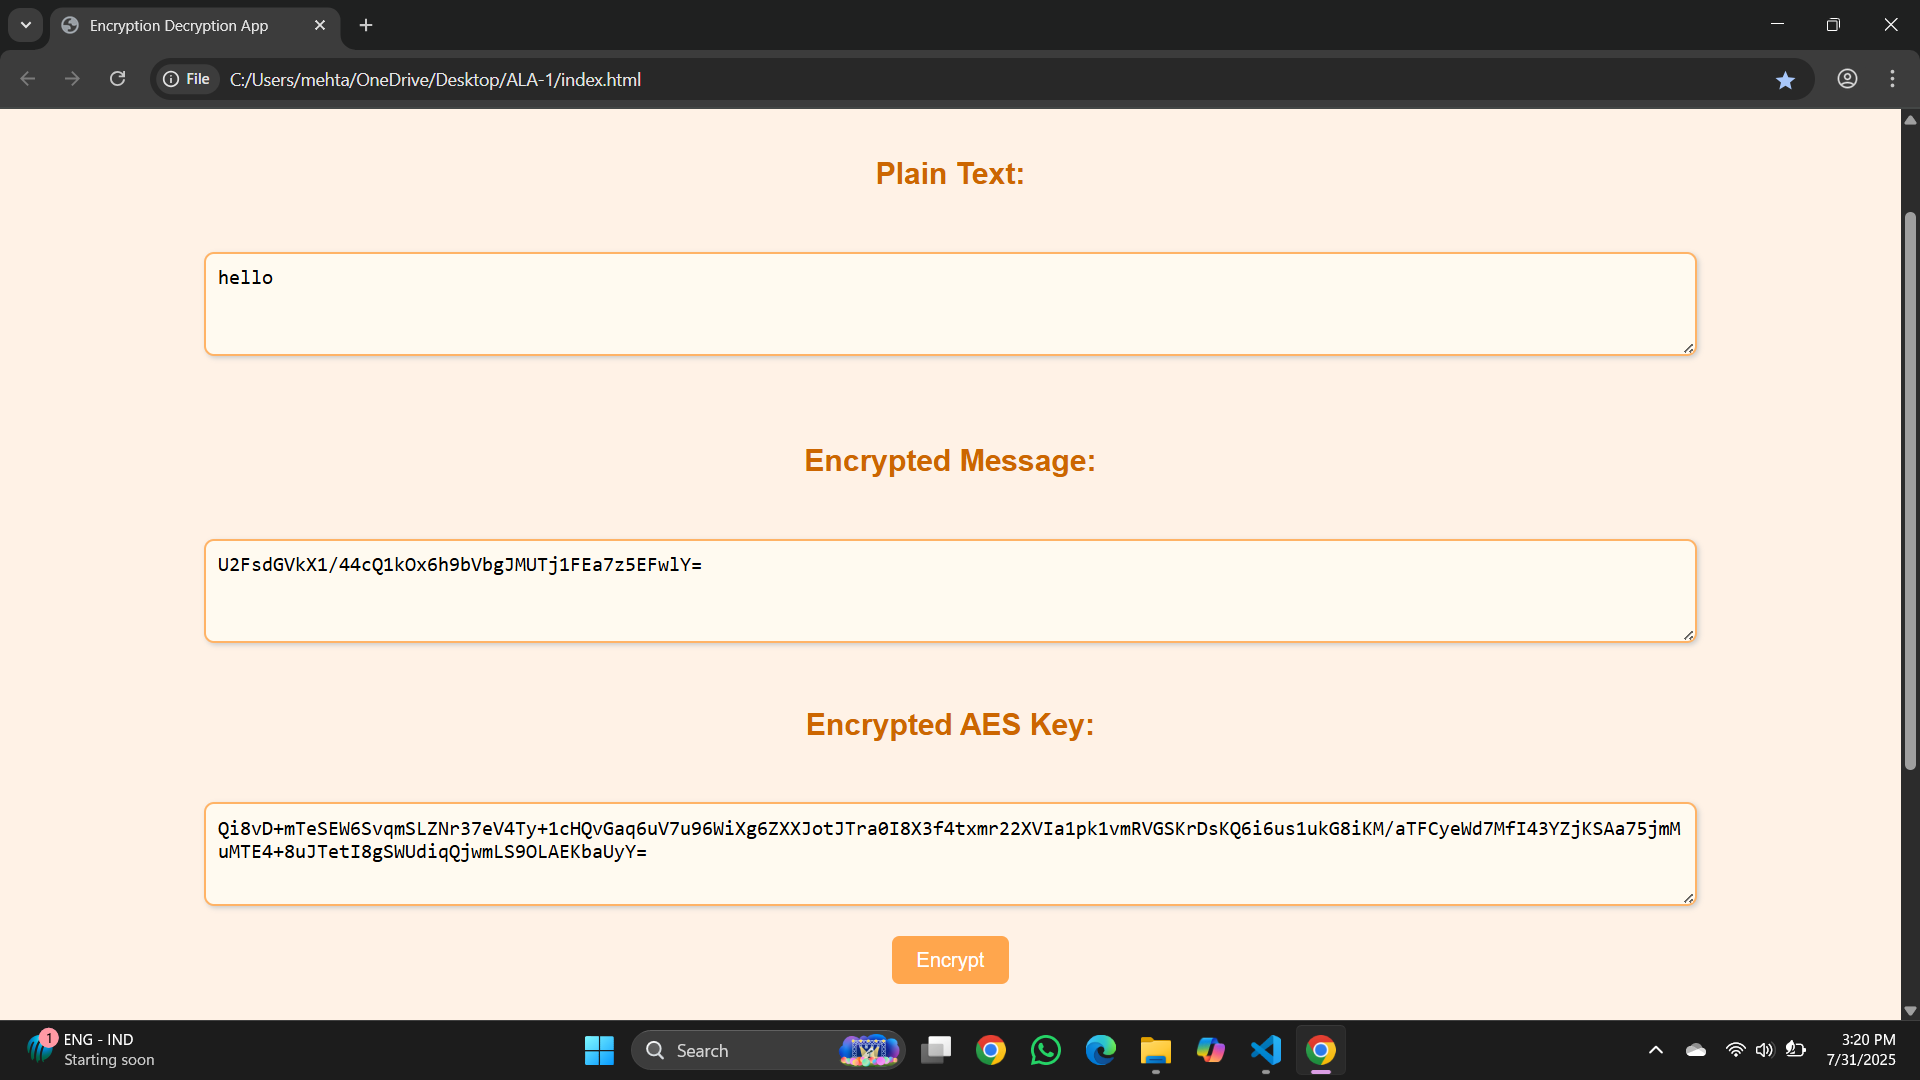 Encryption Decryption App
File
C:/Users/mehta/OneDrive/Desktop/ALA-1/index.html
Plain Text:
hello
Encrypted Message:
U2FsdGVkX1/44cQ1kOx6h9bVbgJMUTj1FEa7z5EFwlY=
Encrypted AES Key:
Qi8vD+mTeSEW6SvqmSLZNr37eV4Ty+1cHQvGaq6uV7u96WiXg6ZXXJotJTra0I8X3f4txmr22XVIa1pk1vmRVGSKrDsKQ6i6us1ukG8iKM/aTFCyeWd7MfI43YZjKSAa75jmM
uMTE4+8uJTetI8gSWUdiqQjwmLS9OLAEKbaUyY=
Encrypt
1
ENG - IND
Starting soon
Search
3:20 PM
7/31/2025